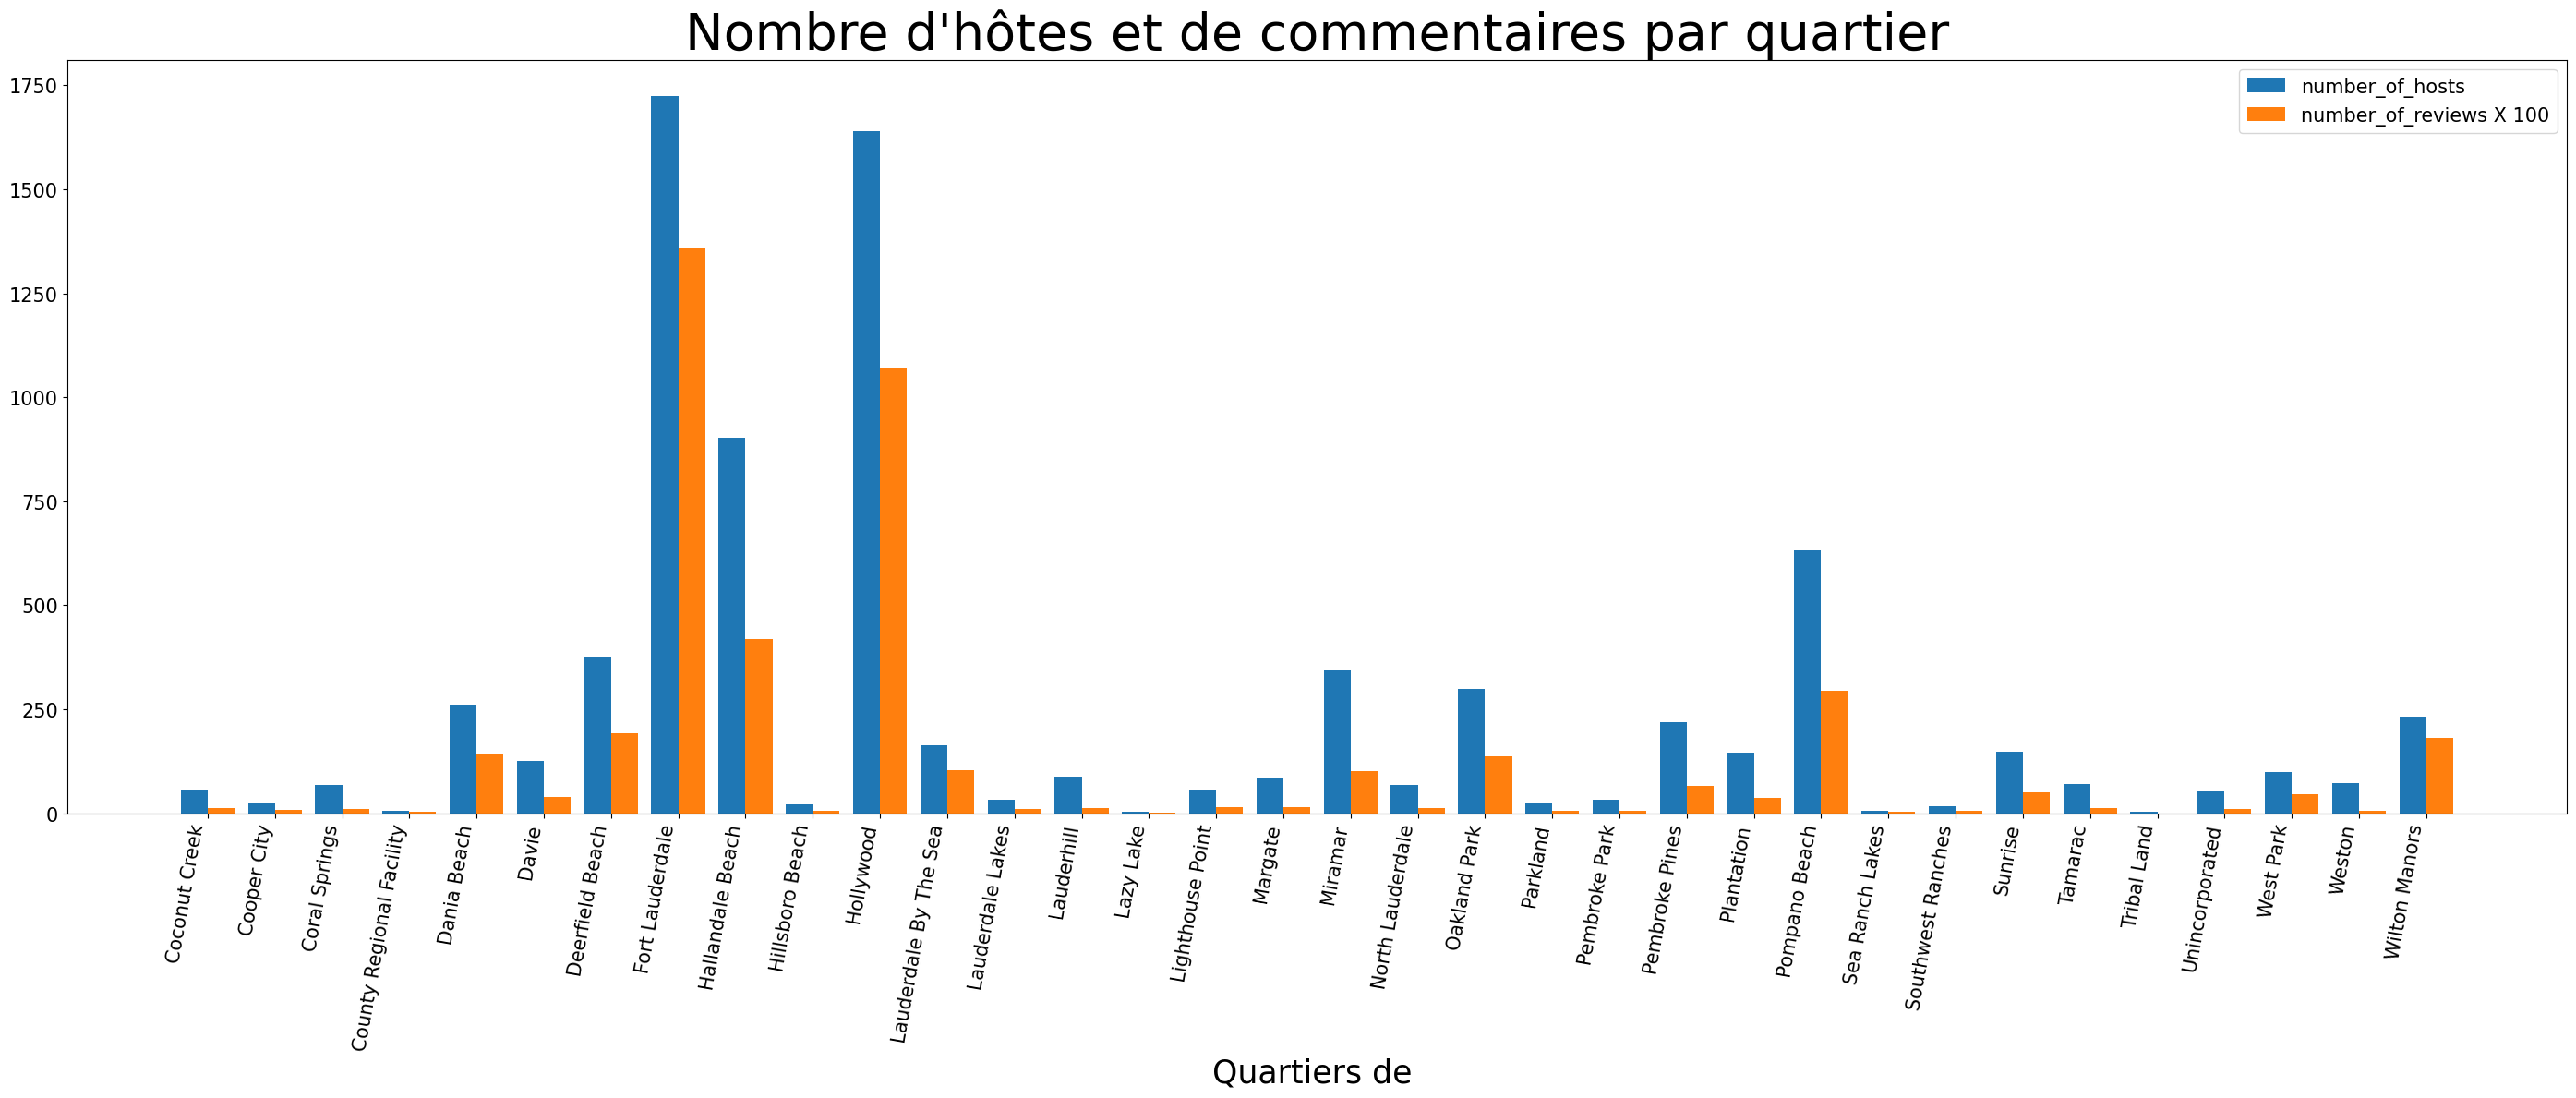 Nombre d'hôtes et de commentaires par quartier
number_of_hosts
number_of_reviews X 100
1750
1500
1250
1000
750
500
250
0
Coconut Creek
Cooper City
Coral Springs
County Regional Facility
Dania Beach
Davie
Deerfield Beach
Fort Lauderdale
Hallandale Beach
Hillsboro Beach
Hollywood
Lauderdale By The Sea
Lauderdale Lakes
Lauderhill
Lazy Lake
Lighthouse Point
Margate
Miramar
North Lauderdale
Oakland Park
Parkland
Pembroke Park
Pembroke Pines
Plantation
Pompano Beach
Sea Ranch Lakes
Southwest Ranches
Sunrise
Tamarac
Tribal Land
Unincorporated
West Park
Weston
Wilton Manors
Quartiers de